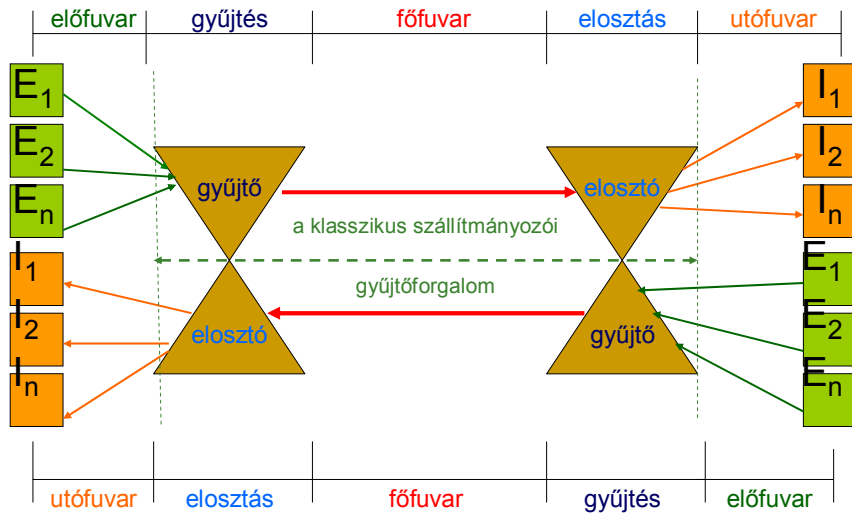 előfuvar gyűjtés főfuvar elosztás utófuvar
E1 I1
E2 I2
gyűjtő elosztó
En In
a klasszikus szállítmányozói
I1 E1
gyűjtőforgalom
I2 E2
elosztó gyűjtő
In En
utófuvar elosztás főfuvar gyűjtés előfuvar